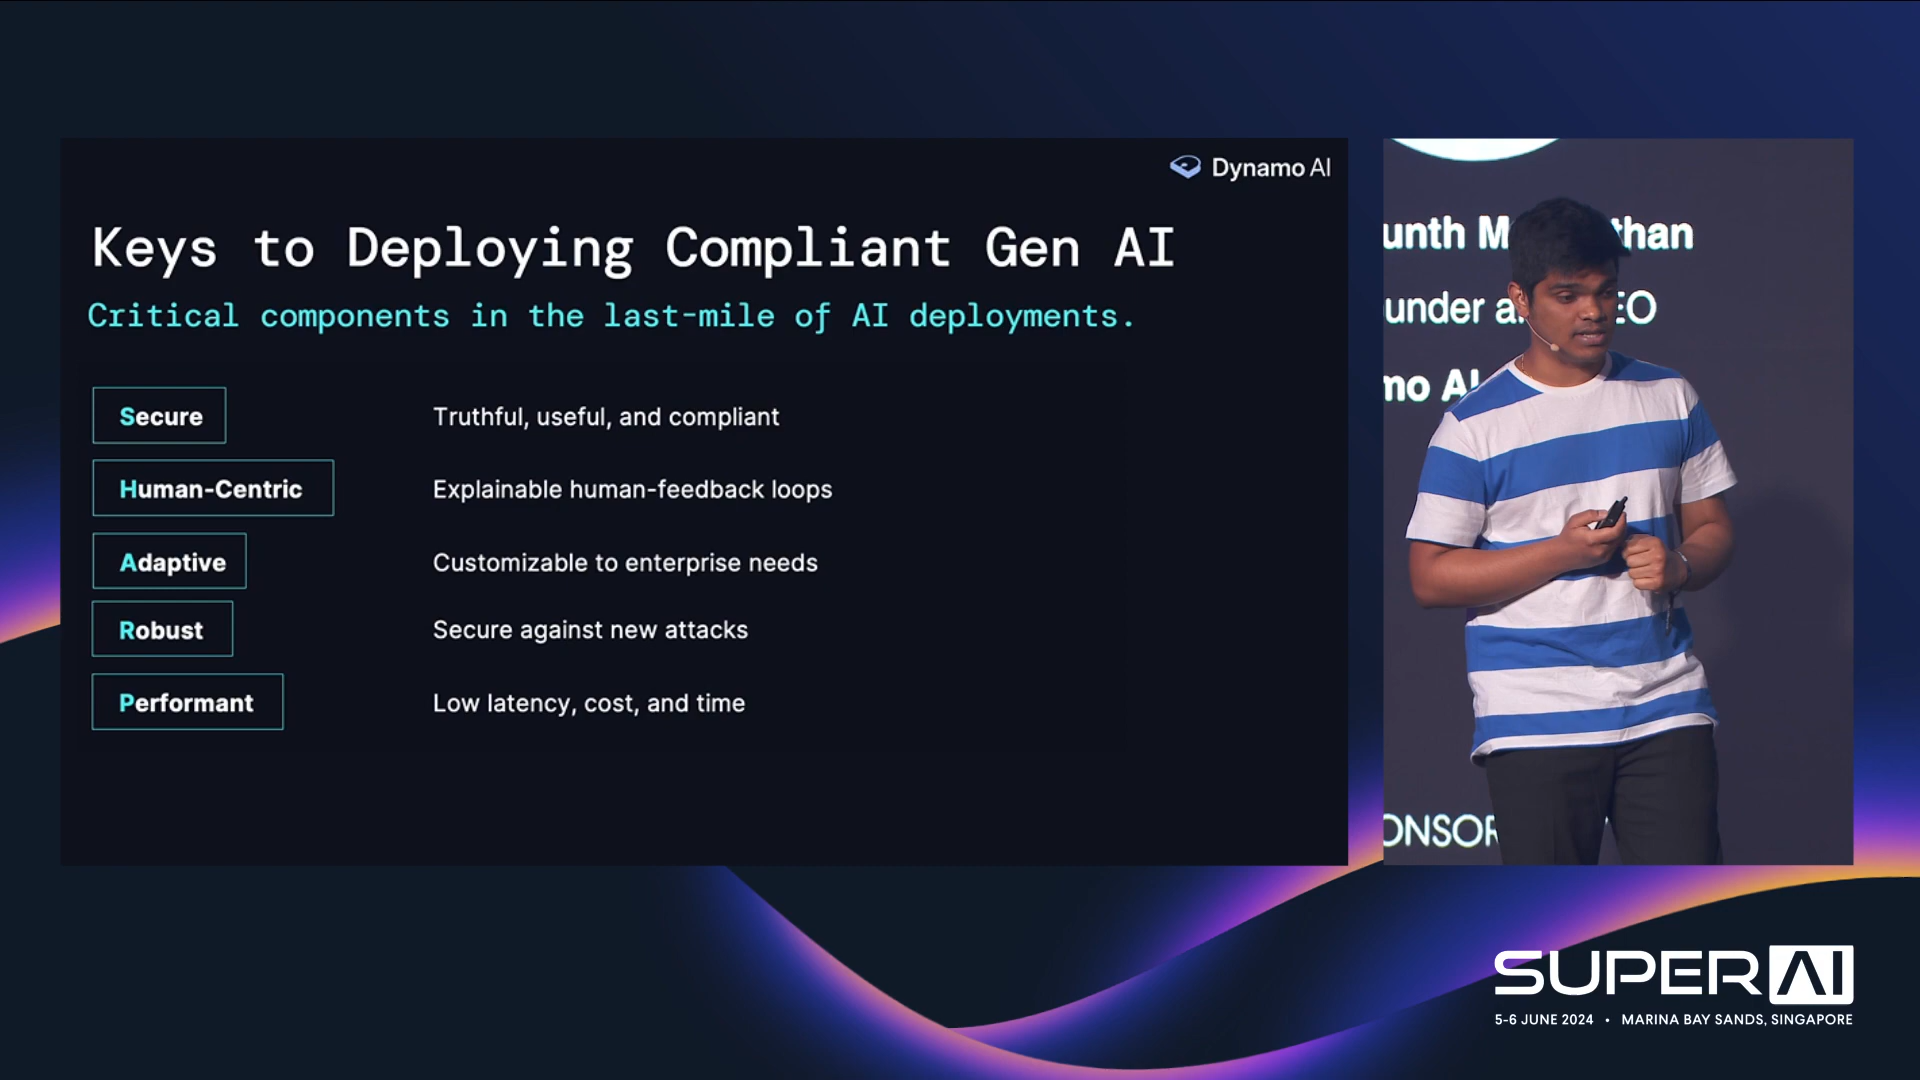 Dynamo AI
Keys to Deploying Compliant Gen AI
Critical components in the last-mile of AI deployments.
Secure
Truthful, useful, and compliant
Human-Centric
Explainable human-feedback loops
Adaptive
Customizable to enterprise needs
Robust
Secure against new attacks
Performant
Low latency, cost, and time
SUPER AI
5-6 JUNE 2024 • MARINA BAY SANDS, SINGAPORE